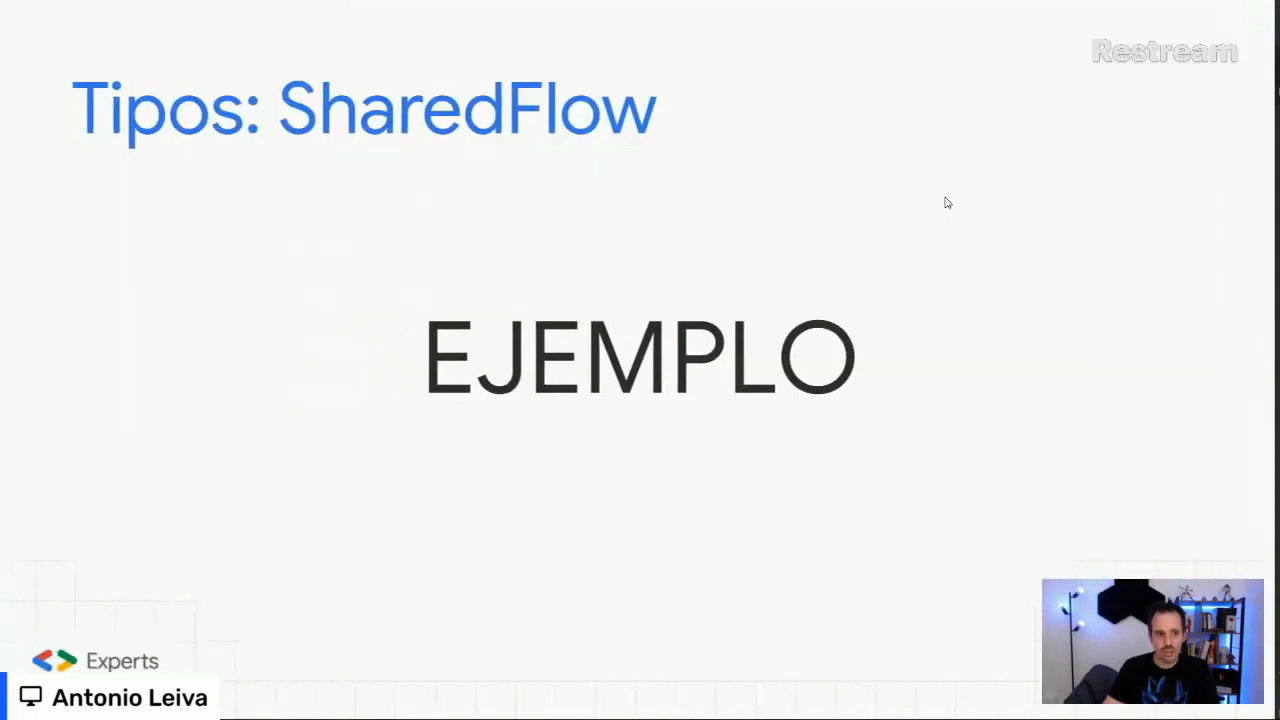 Restream
Tipos: SharedFlow
EJEMPLO
Experts
Antonio Leiva